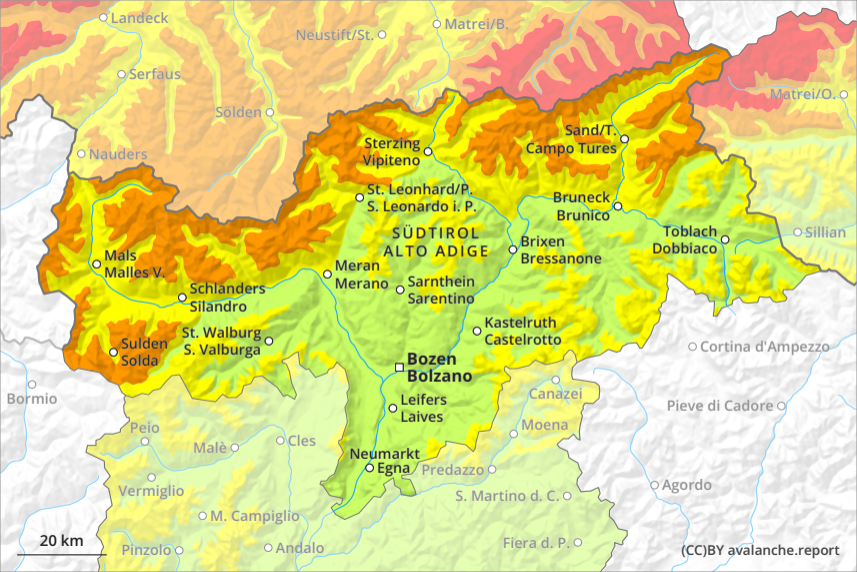 Landeck
Matrei/B.
Neustift/St.
Serfaus
Matrei/O.
Sölden
Sand/T.
Campo Tures
Sterzing
Vipiteno
Nauders
St. Leonhard/P.
S. Leonardo i. P.
Bruneck
Brunico
SÜDTIROL
ALTO ADIGE
Toblach
Dobbiaco
Sillian
Brixen
Bressanone
Mals
Malles V.
Meran
Merano
Sarnthein
Sarentino
Schlanders
Silandro
Kastelruth
Castelrotto
St. Walburg
S. Valburga
Sulden
Solda
Cortina d'Ampezzo
Bozen
Bolzano
Bormio
Canazei
Leifers
Laives
Pieve di Cadore
Moena
Peio
Malè
Cles
Neumarkt
Egna
Predazzo
Vermiglio
Agordo
S. Martino d. C.
M. Campiglio
20 km
Pinzolo
Andalo
Fiera d. P.
(CC)BY avalanche.report